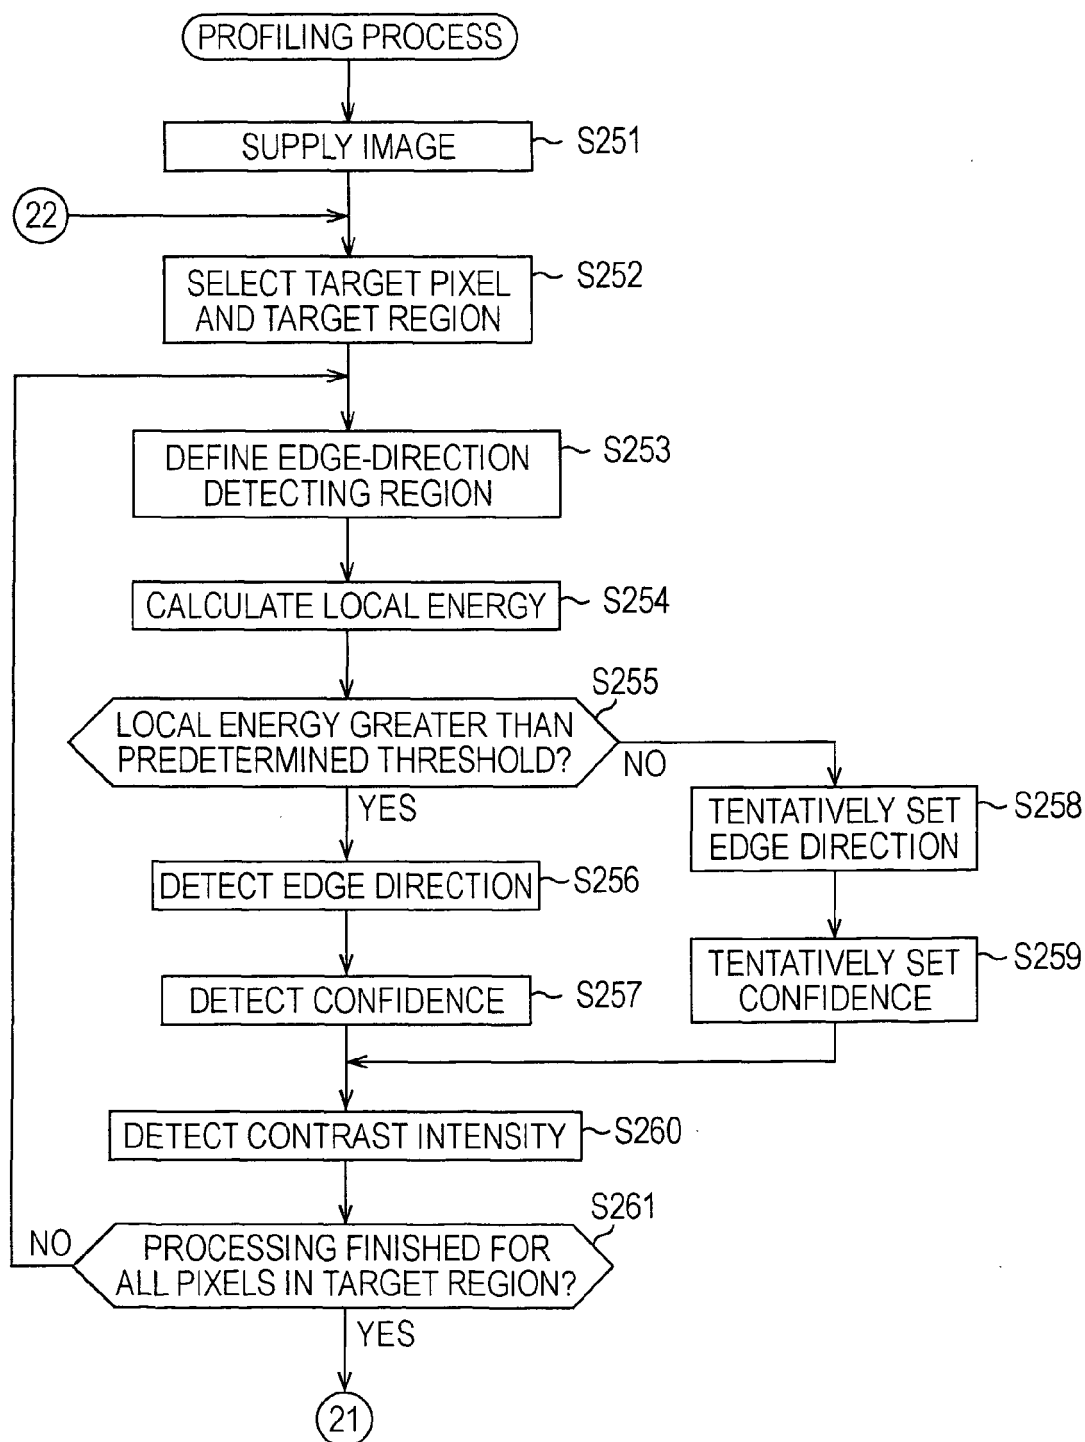 PROFILING PROCESS
SUPPLY IMAGE
S251
22
SELECT TARGET PIXEL
AND TARGET REGION
S252
DEFINE EDGE-DIRECTION
DETECTING REGION
S253
CALCULATE LOCAL ENERGY
S254
S255
LOCAL ENERGY GREATER THAN
PREDETERMINED THRESHOLD?
NO
YES
TENTATIVELY SET
EDGE DIRECTION
S258
DETECT EDGE DIRECTION
S256
TENTATIVELY SET
CONFIDENCE
S259
DETECT CONFIDENCE
S257
DETECT CONTRAST INTENSITY
S260
S261
NO
PROCESSING FINISHED FOR
ALL PIXELS IN TARGET REGION?
YES
21